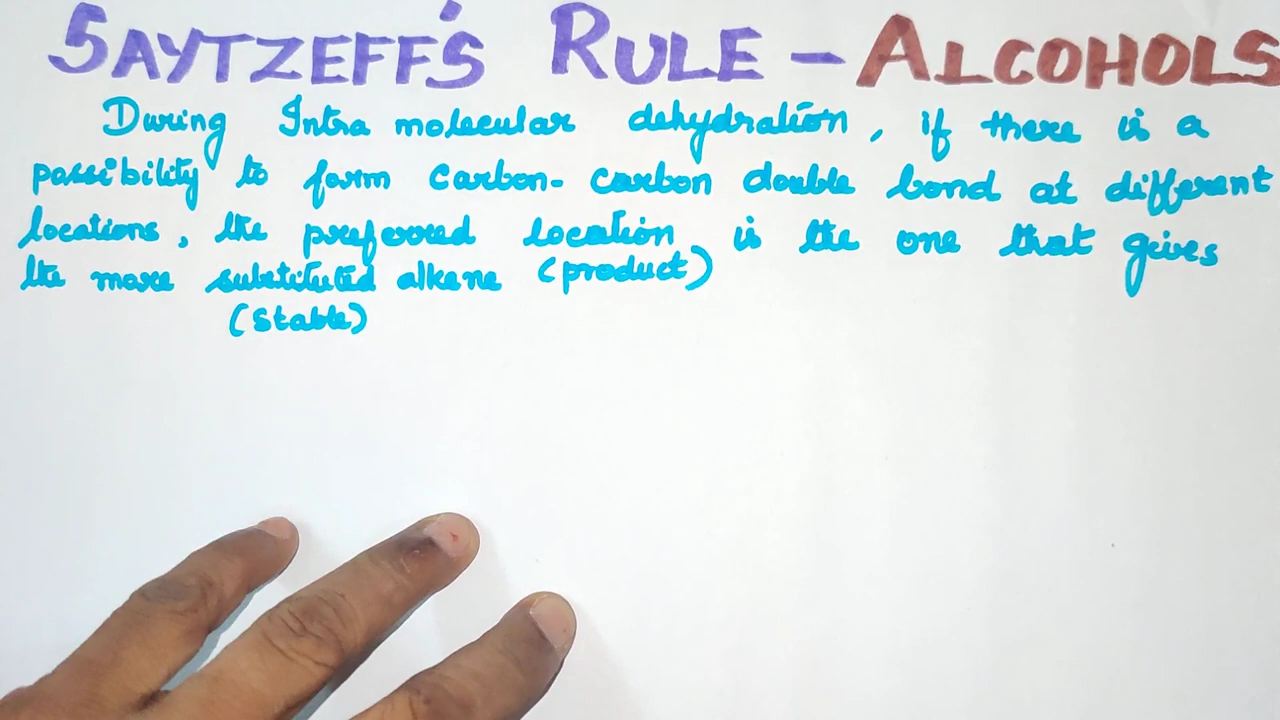 SAYTZEFF'S RULE - ALCOHOLS
During Intra molecular dehydration, if there is a
possibility to form carbon-carbon double bond at different
locations, the preferred location is the one that gives
the more substituted alkene (product)
(stable)